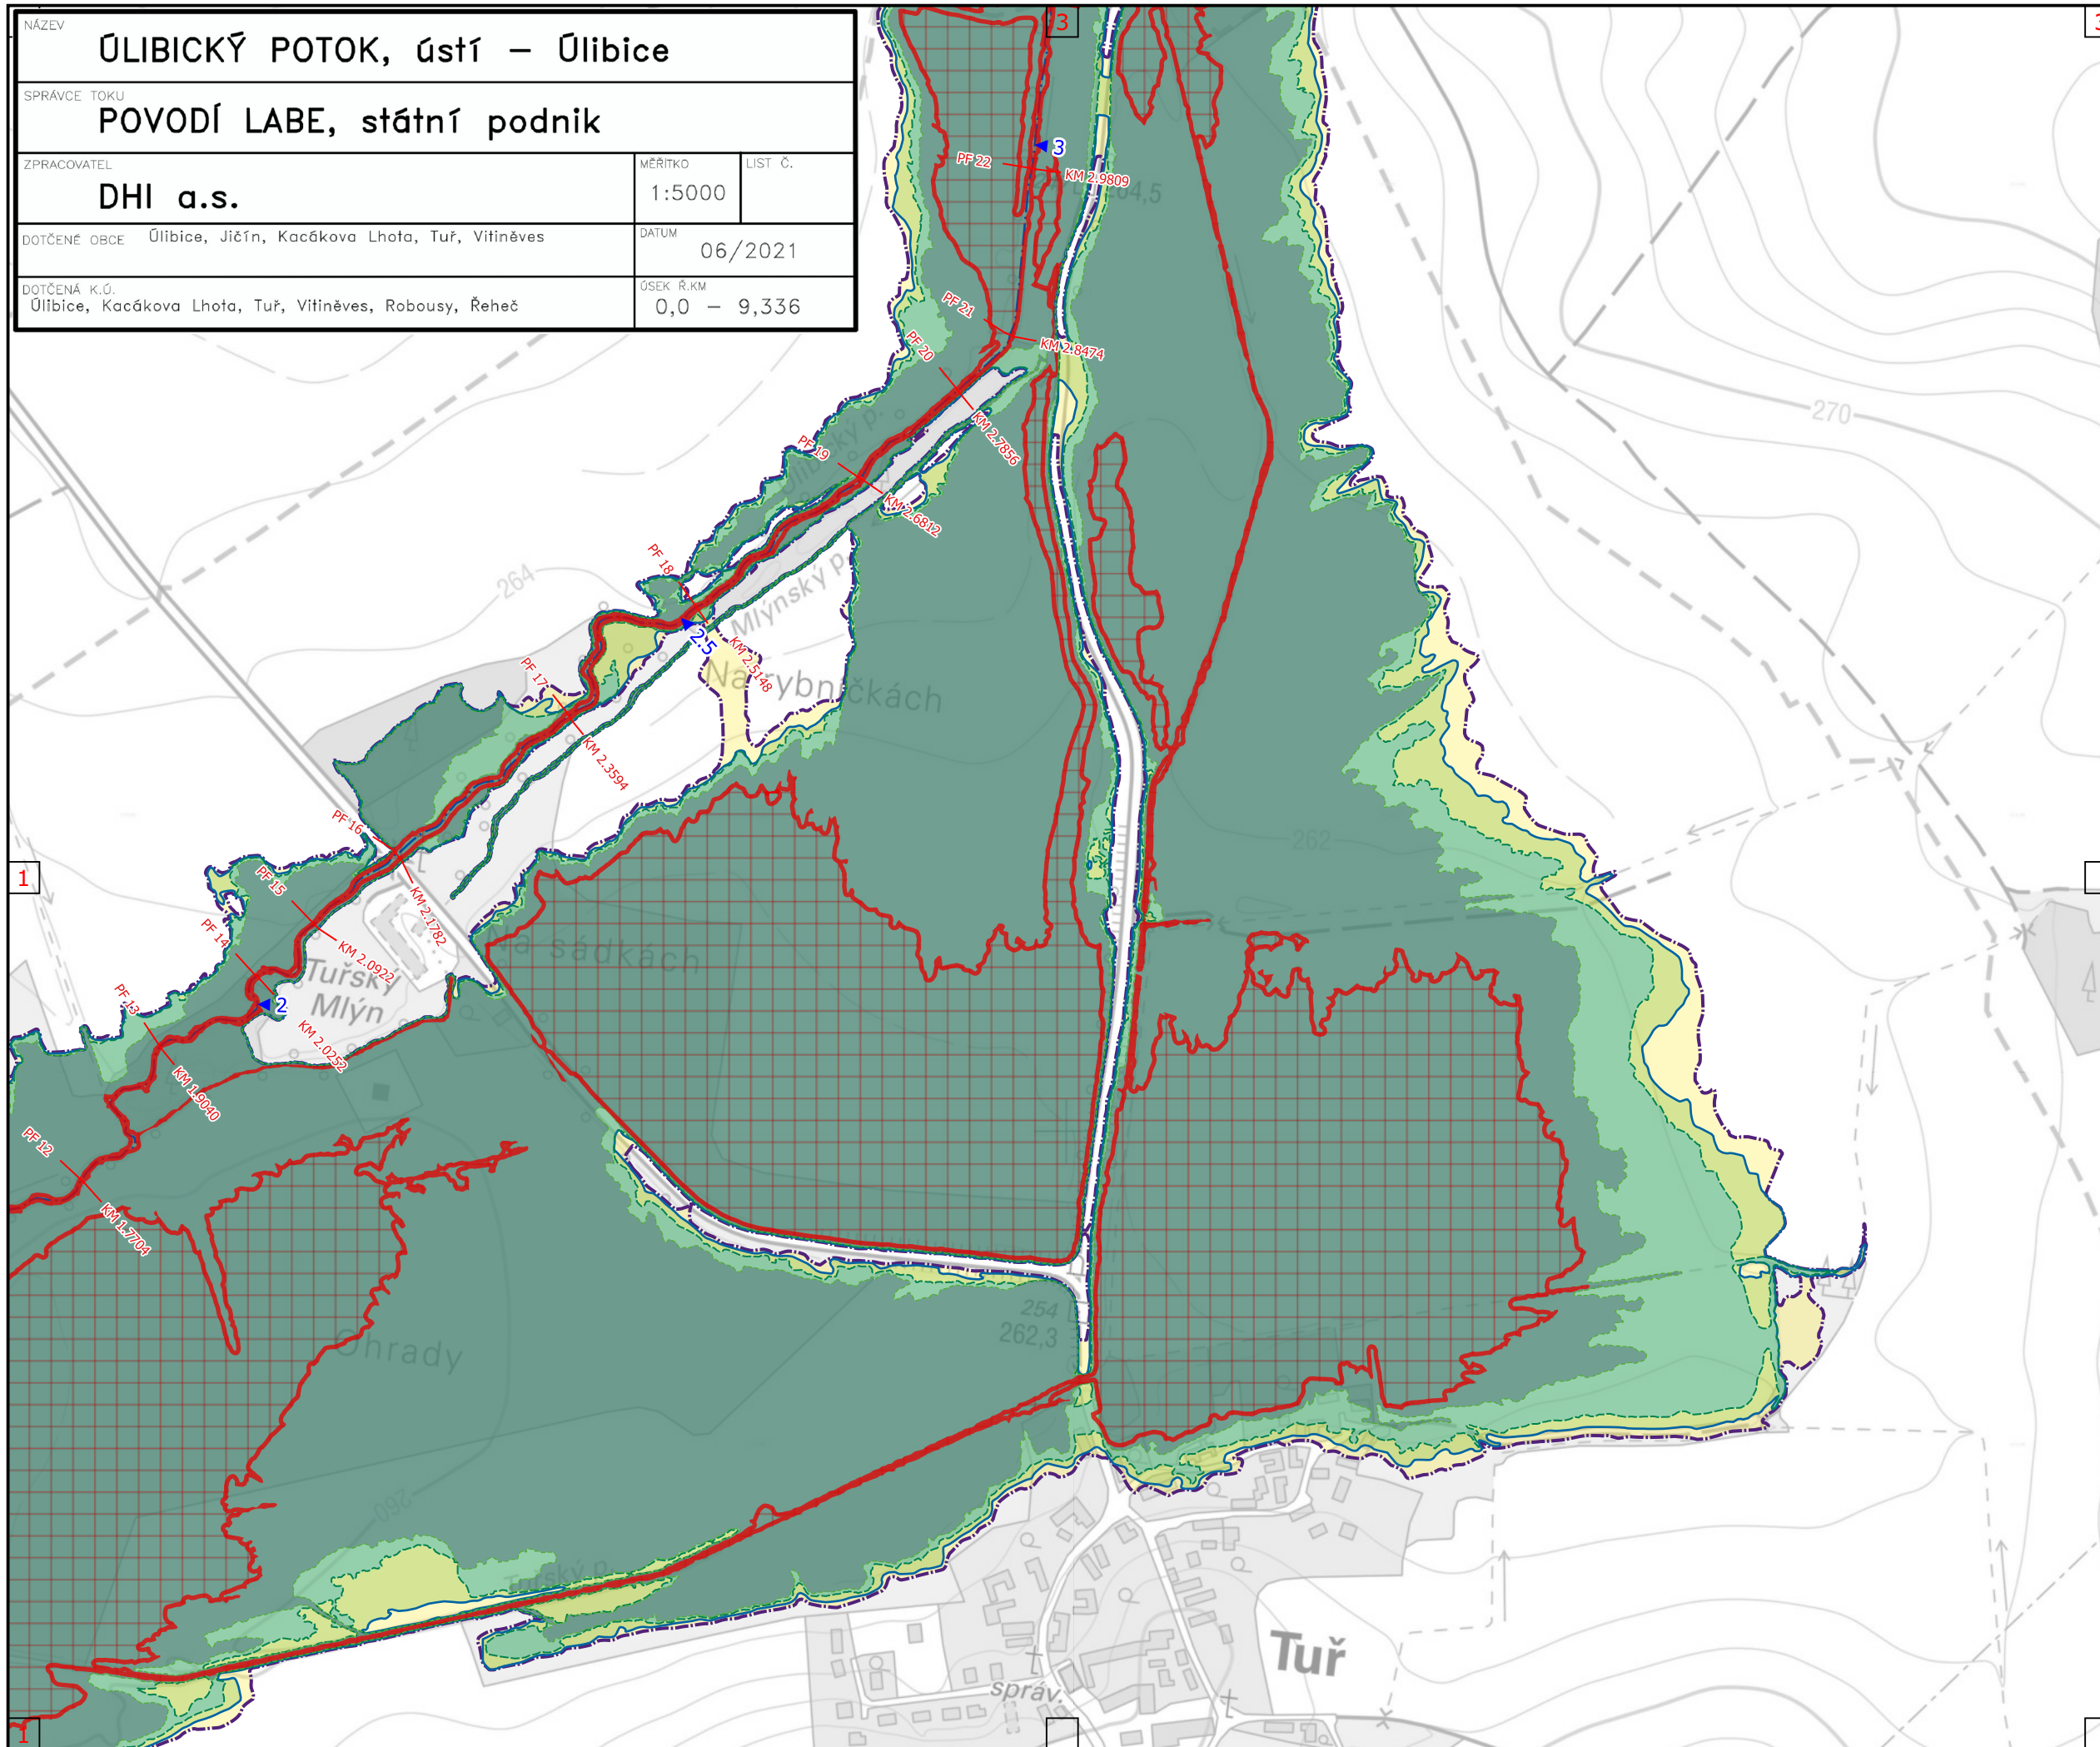 NÁZEV
ÚLIBICKÝ POTOK, ústí – Úlibice
SPRÁVCE TOKU
POVODÍ LABE, státní podnik
ZPRACOVATEL
DHI a.s.
MĚŘÍTKO
1:5000
LIST Č.
DOTČENÉ OBCE Úlibice, Jičín, Kacákova Lhota, Tuř, Vitiněves
DATUM
06/2021
DOTČENÁ K.Ú.
Úlibice, Kacákova Lhota, Tuř, Vitiněves, Robousy, Řeheč
ÚSEK Ř.KM
0,0 – 9,336
3
3
PF 22
KM 2.9809
PF 21
KM 2.8474
PF 20
KM 2.7856
PF 19
KM 2.6812
PF 18
2.5
KM 2.5148
PF 17
KM 2.3594
PF 16
KM 2.1782
PF 15
KM 2.0922
PF 14
2
KM 2.0252
PF 13
KM 1.9040
PF 12
KM 1.7704
270
264
Mlýnský p.
Na rybníčkách
262
Na sádkách
Tuřský
Mlýn
Ohrady
254
262,3
260
Tuřský p.
Tuř
správ.
1
1